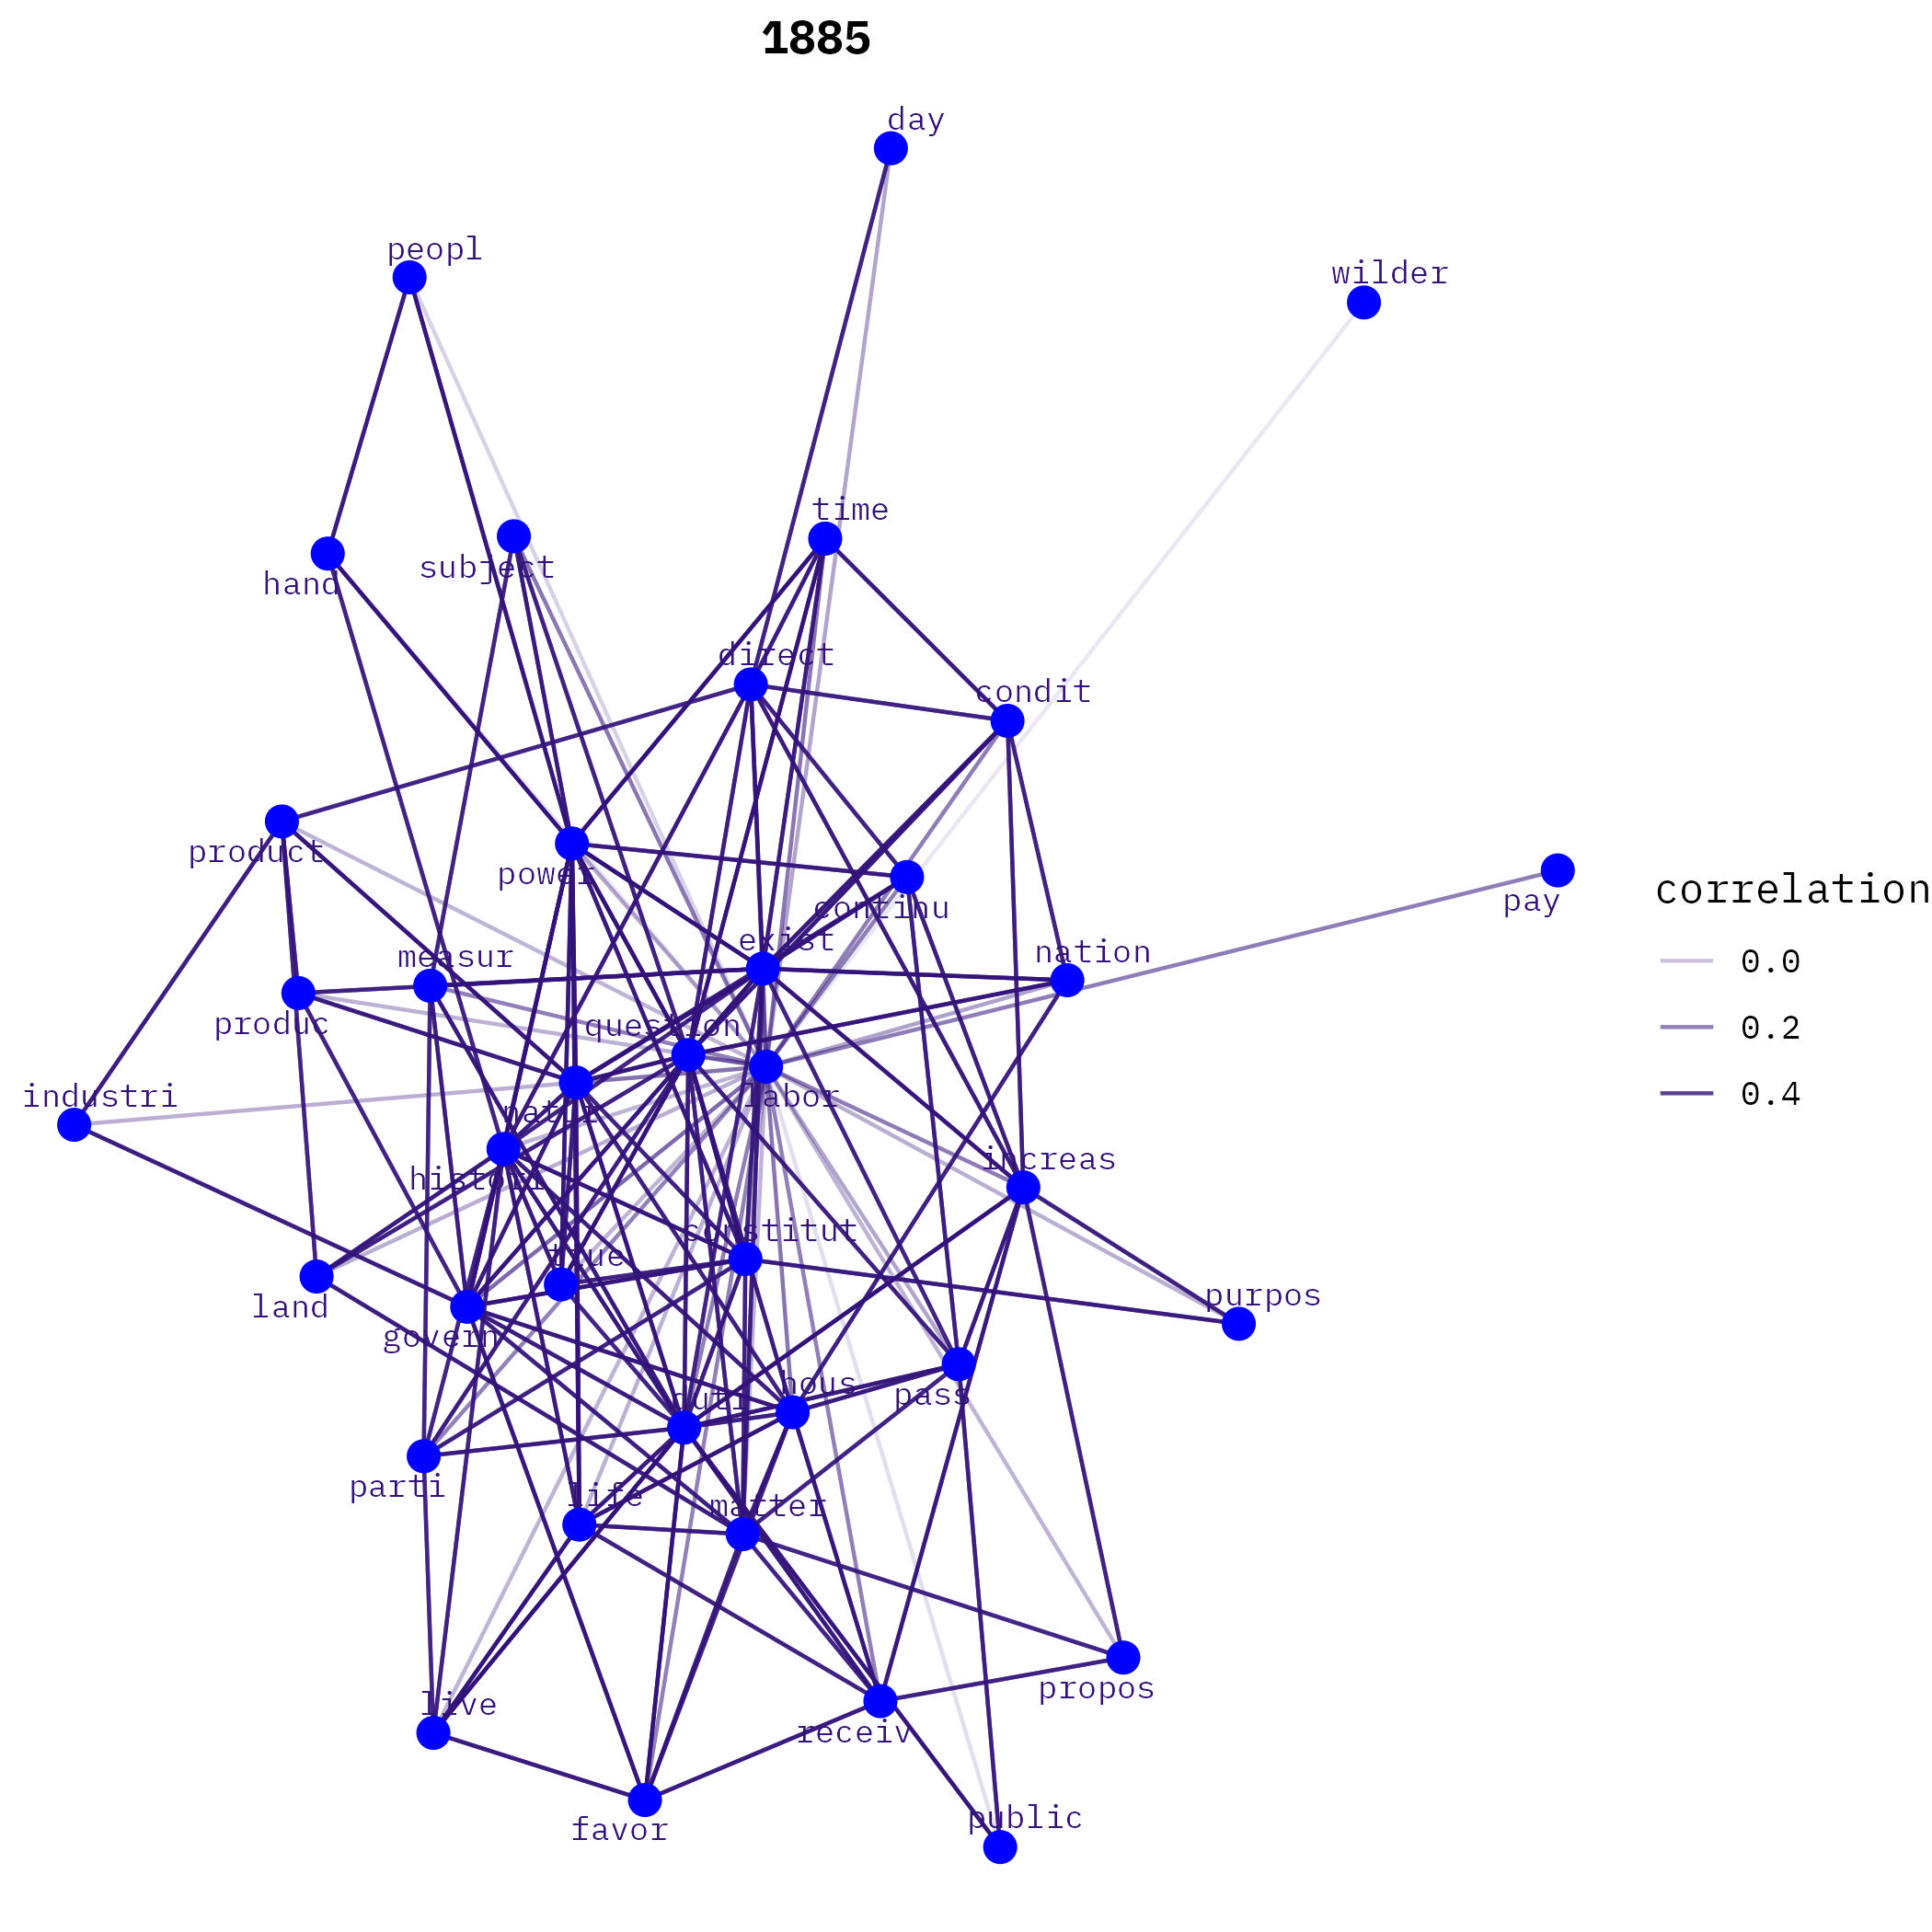 1885
day
peopl
wilder
time
subject
hand
direct
condit
product
power
pay
continu
correlation
exist
nation
measur
0.0
produc
question
0.2
industri
labor
0.4
histori
increas
constitut
true
land
purpos
govern
hous
pass
duti
parti
life
matter
propos
live
receiv
public
favor